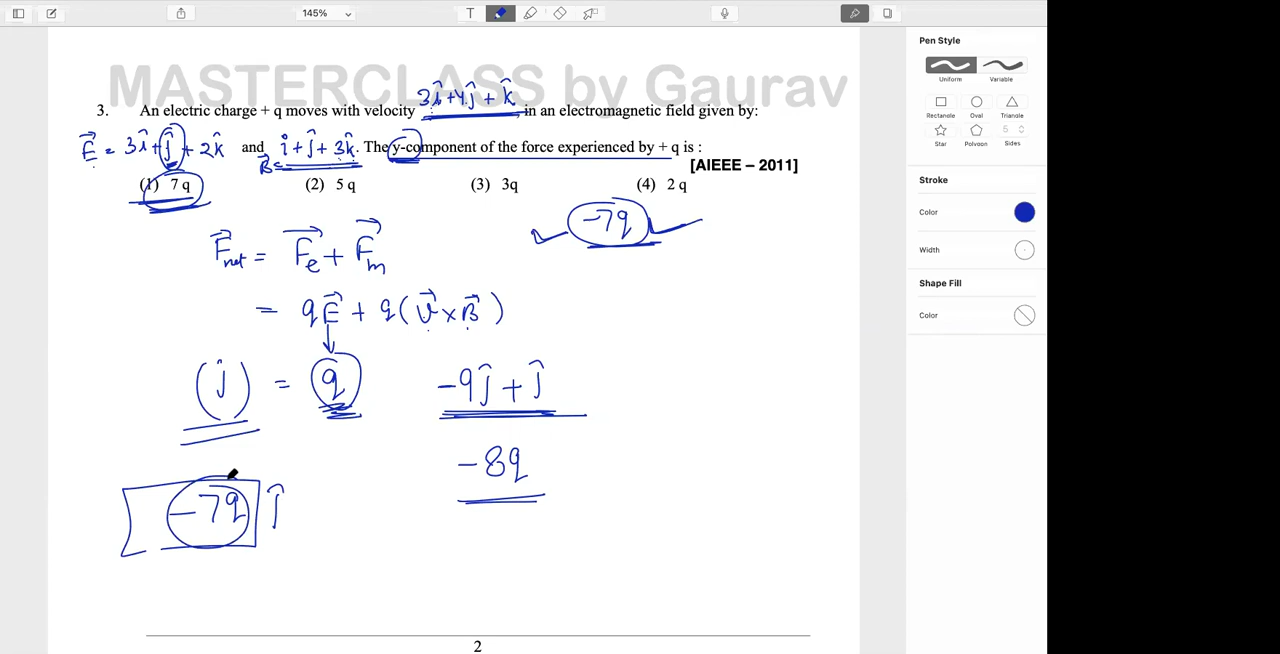 145%
T
MASTERCLASS by Gaurav
3. An electric charge + q moves with velocity 3î+4ĵ+k̂ in an electromagnetic field given by:
E⃗ = 3î+ĵ+2k̂ and B⃗ = i+ĵ+3k̂. The y-component of the force experienced by + q is :
[AIEEE – 2011]
(1) 7 q (2) 5 q (3) 3q (4) 2 q
-7q
F⃗net = F⃗e + F⃗m
= qE⃗ + q(V⃗ × B⃗)
(ĵ) = q -9ĵ + ĵ
-8q
-7q ĵ
2
Pen Style
Uniform Variable
Rectangle Oval Triangle
5
Star Polygon Sides
Stroke
Color
Width
Shape Fill
Color